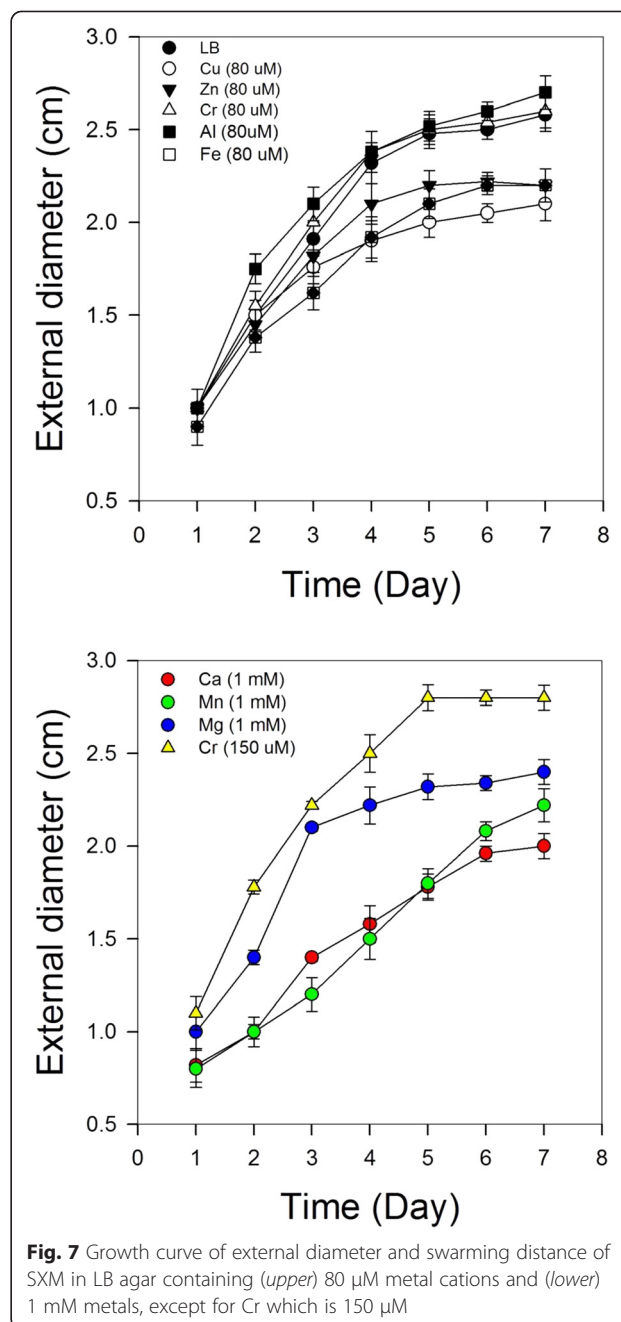 3.0
2.5
2.0
1.5
1.0
0.5
External diameter (cm)
LB
Cu (80 uM)
Zn (80 uM)
Cr (80 uM)
Al (80uM)
Fe (80 uM)
0 1 2 3 4 5 6 7 8
Time (Day)
3.0
2.5
2.0
1.5
1.0
0.5
External diameter (cm)
Ca (1 mM)
Mn (1 mM)
Mg (1 mM)
Cr (150 uM)
0 1 2 3 4 5 6 7 8
Time (Day)
Fig. 7 Growth curve of external diameter and swarming distance of
SXM in LB agar containing (upper) 80 μM metal cations and (lower)
1 mM metals, except for Cr which is 150 μM